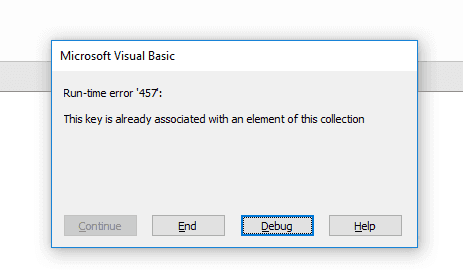 Microsoft Visual Basic
Run-time error '457':
This key is already associated with an element of this collection
Continue
End
Debug
Help